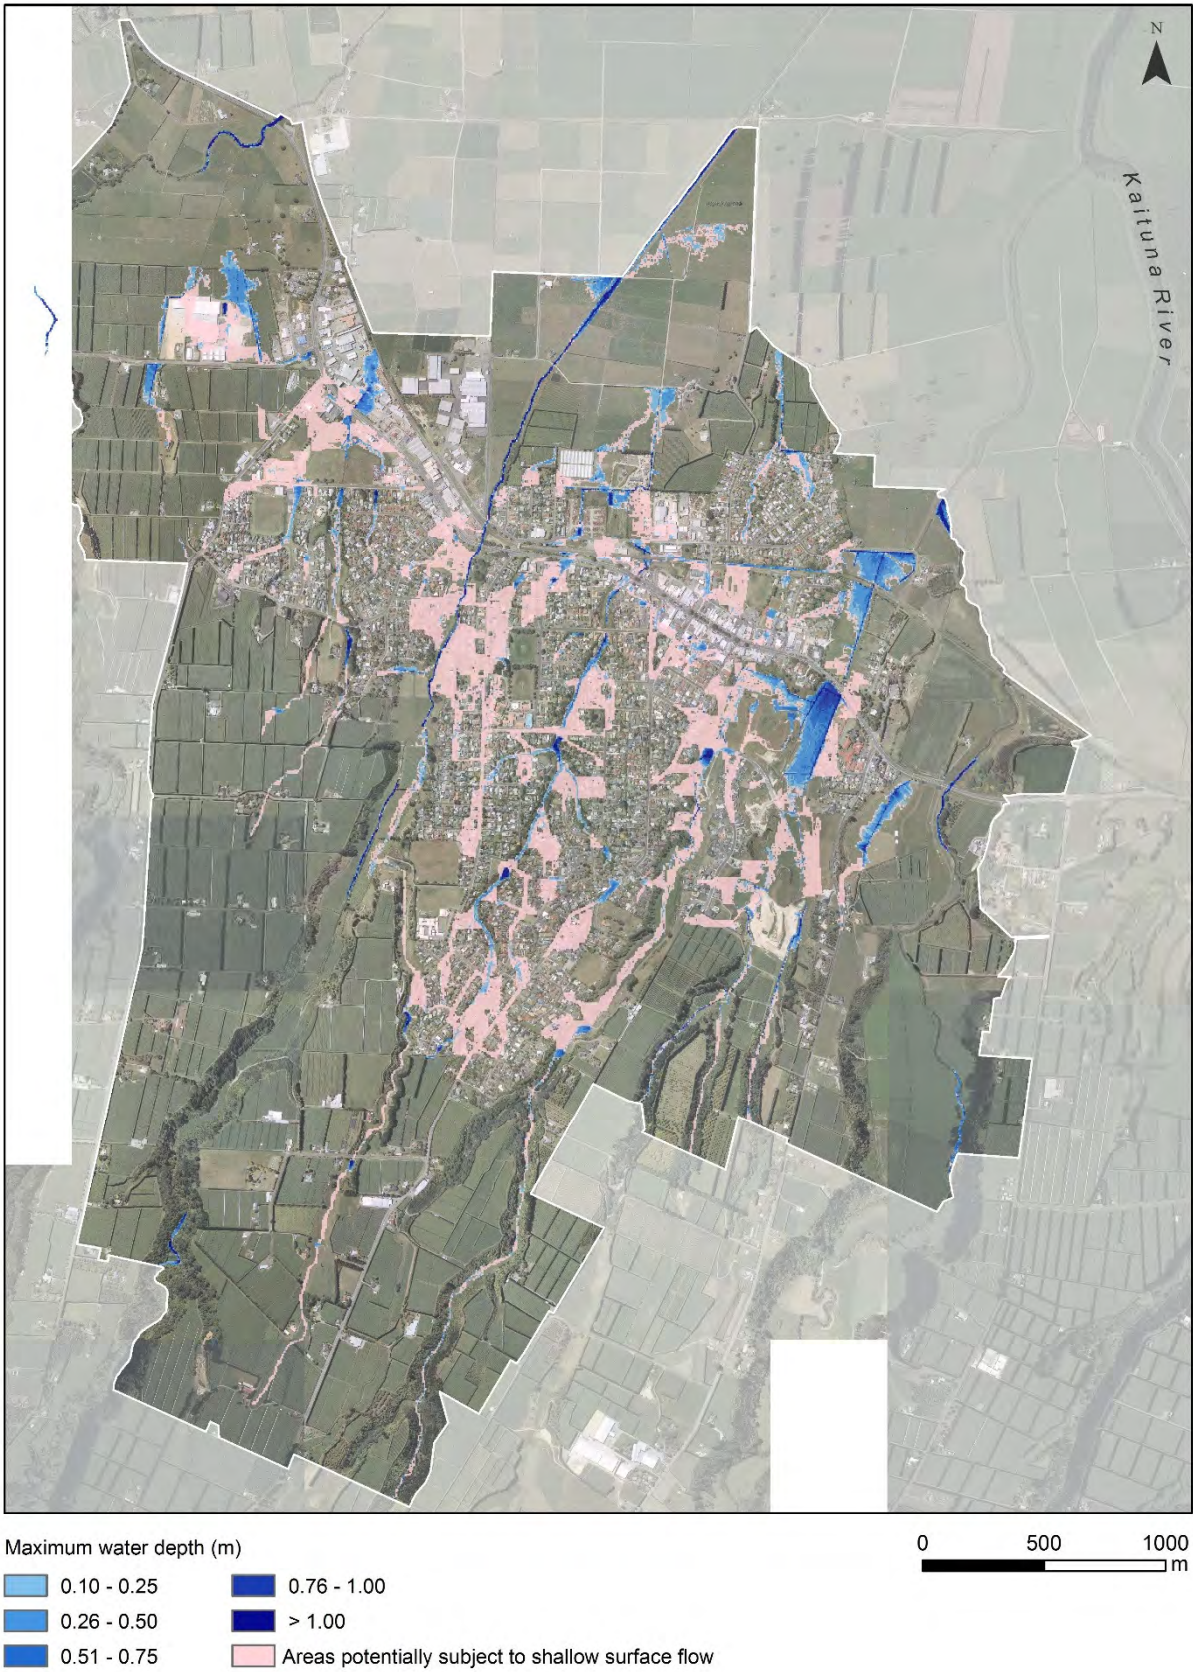 N
Kaituna River
Maximum water depth (m)
0.10 - 0.25
0.26 - 0.50
0.51 - 0.75
0.76 - 1.00
> 1.00
Areas potentially subject to shallow surface flow
0 500 1000
m